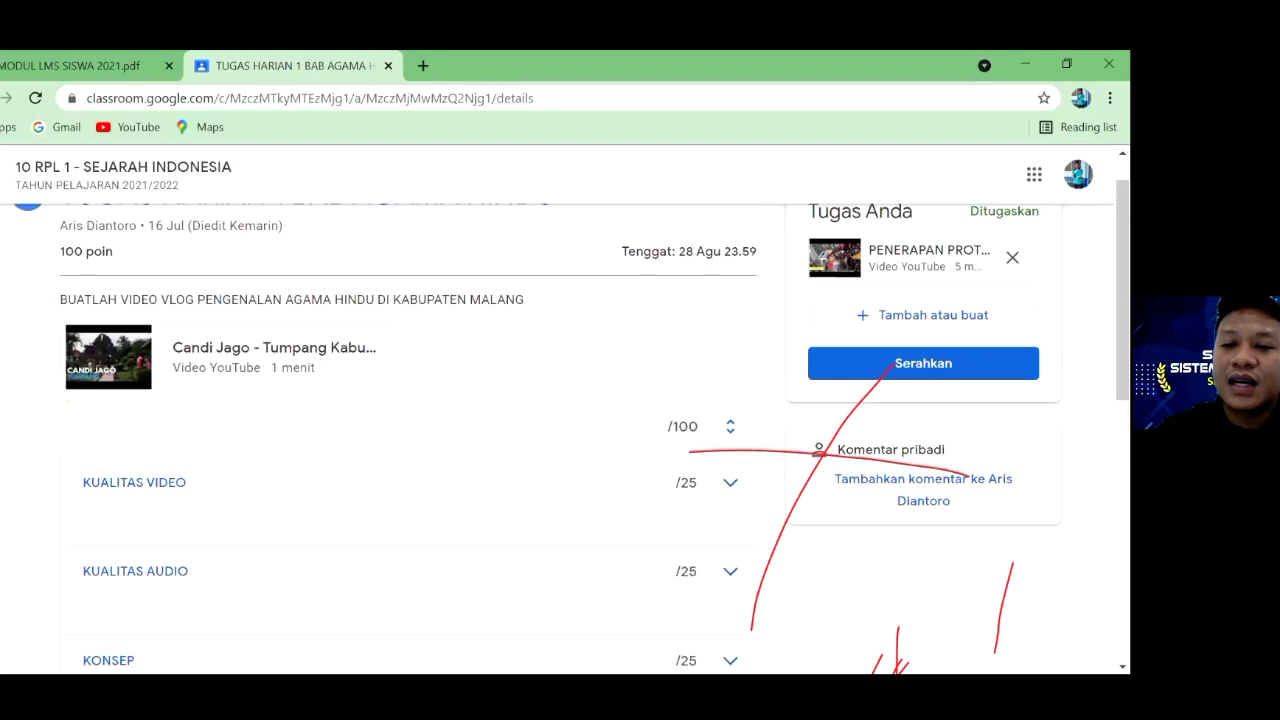 MODUL LMS SISWA 2021.pdf
TUGAS HARIAN 1 BAB AGAMA H
classroom.google.com/c/MzczMTkyMTEzMjg1/a/MzczMjMwMzQ2Njg1/details
Gmail
YouTube
Maps
Reading list
10 RPL 1 - SEJARAH INDONESIA
TAHUN PELAJARAN 2021/2022
Tugas Anda
Ditugaskan
Aris Diantoro • 16 Jul (Diedit Kemarin)
100 poin
Tenggat: 28 Agu 23.59
PENERAPAN PROT...
Video YouTube 5 m...
BUATLAH VIDEO VLOG PENGENALAN AGAMA HINDU DI KABUPATEN MALANG
+ Tambah atau buat
CANDI JAGO
TUMPANG
Candi Jago - Tumpang Kabu...
Video YouTube 1 menit
Serahkan
/100
Komentar pribadi
Tambahkan komentar ke Aris
Diantoro
KUALITAS VIDEO
/25
KUALITAS AUDIO
/25
KONSEP
/25